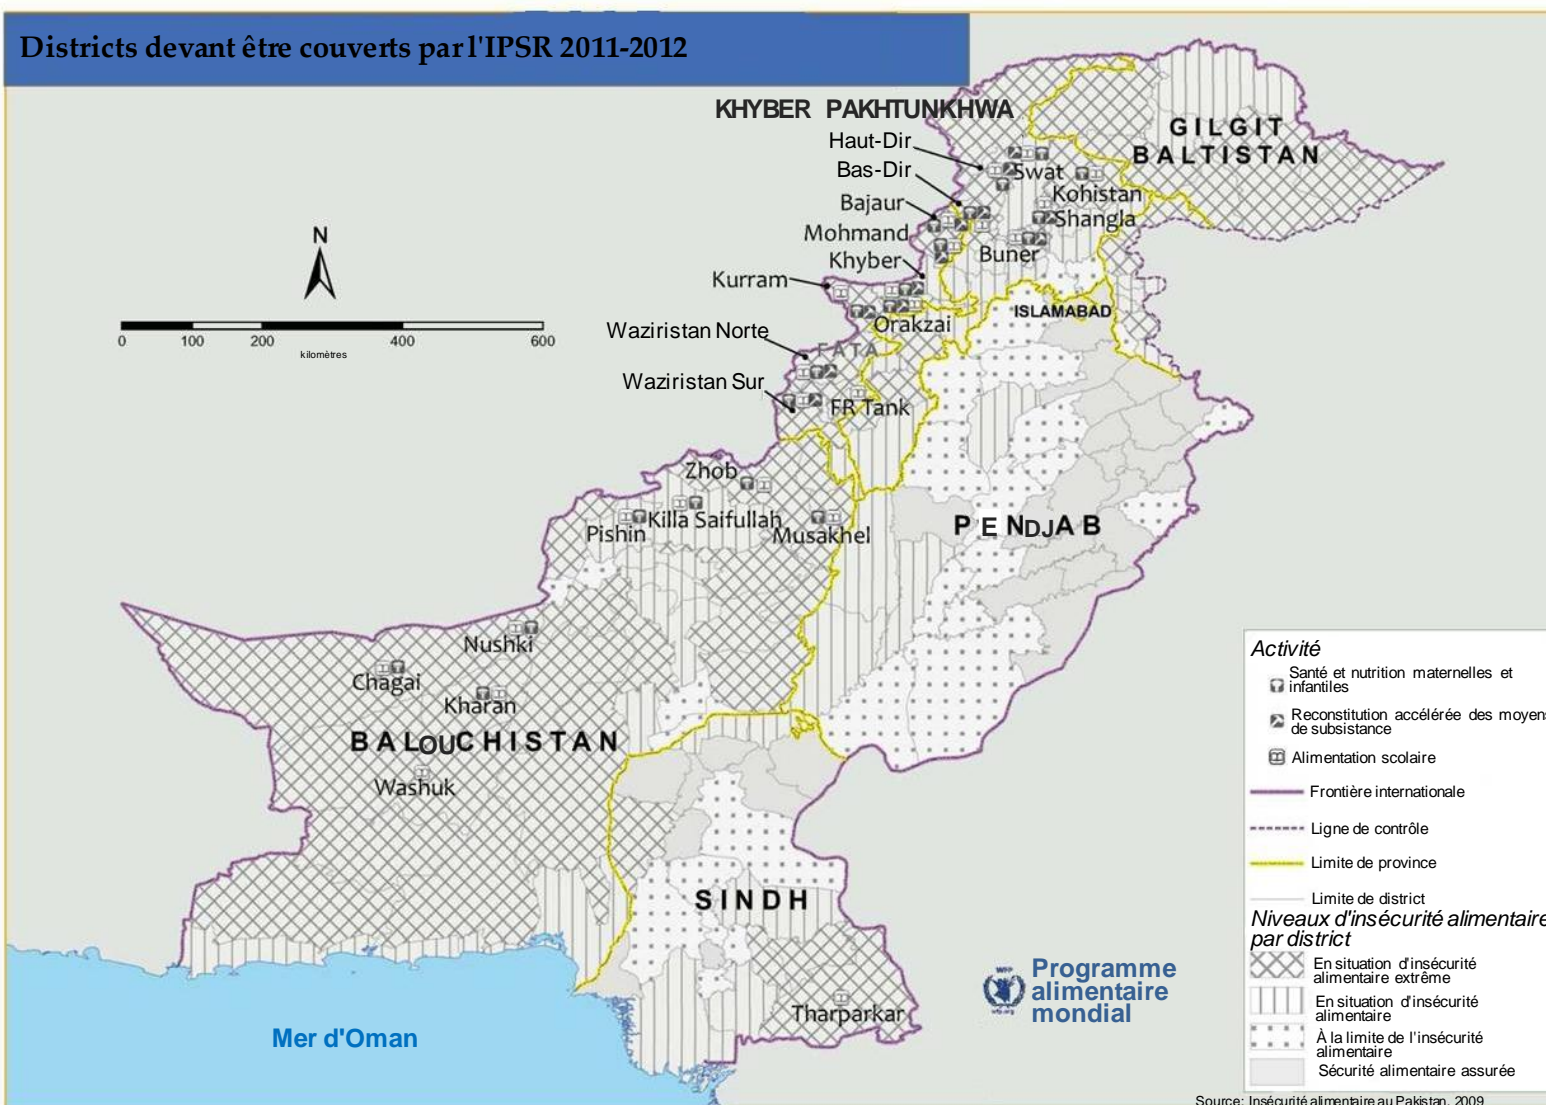 Districts devant être couverts par l'IPSR 2011-2012
KHYBER PAKHTUNKHWA
GILGIT
BALTISTAN
Haut-Dir
Swat
Bas-Dir
Kohistan
Bajaur
Shangla
Mohmand
Buner
Khyber
Kurram
ISLAMABAD
Orakzai
Waziristan Norte
FATA
Waziristan Sur
FR Tank
N
0 100 200 400 600
kilomètres
Zhob
Killa Saifullah
Pishin
Musakhel
PENDJAB
Nushki
Chagai
Kharan
BALOUCHISTAN
Washuk
SINDH
Tharparkar
Mer d'Oman
WFP
wfp.org
Programme
alimentaire
mondial
Activité
Santé et nutrition maternelles et
infantiles
Reconstitution accélérée des moyens
de subsistance
Alimentation scolaire
Frontière internationale
Ligne de contrôle
Limite de province
Limite de district
Niveaux d'insécurité alimentaire
par district
En situation d'insécurité
alimentaire extrême
En situation d'insécurité
alimentaire
À la limite de l'insécurité
alimentaire
Sécurité alimentaire assurée
Source: Insécurité alimentaire au Pakistan, 2009